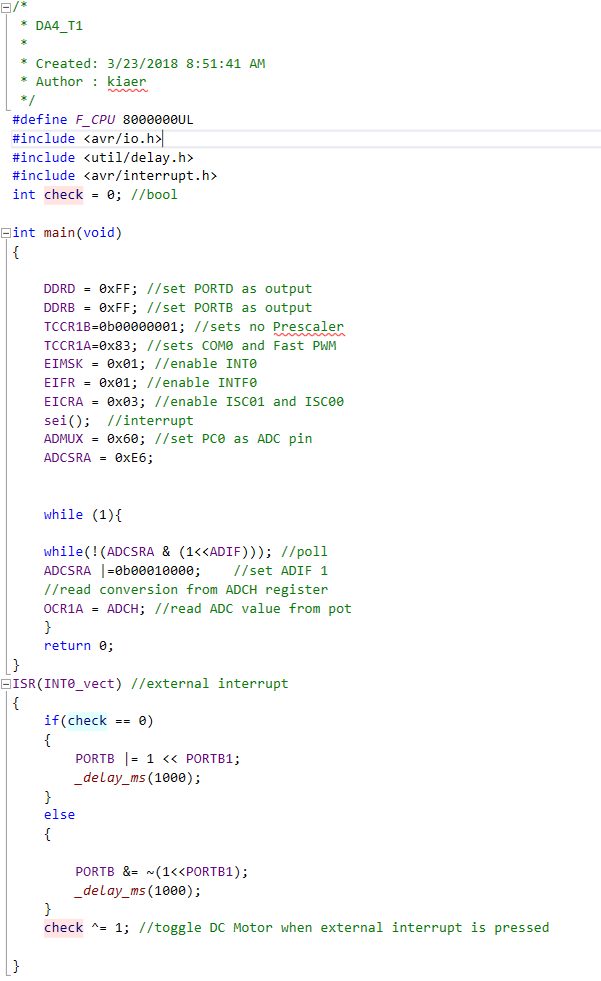 /*
 * DA4_T1
 *
 * Created: 3/23/2018 8:51:41 AM
 * Author : kiaer
 */
#define F_CPU 8000000UL
#include <avr/io.h>
#include <util/delay.h>
#include <avr/interrupt.h>
int check = 0; //bool

int main(void)
{

    DDRD = 0xFF; //set PORTD as output
    DDRB = 0xFF; //set PORTB as output
    TCCR1B=0b00000001; //sets no Prescaler
    TCCR1A=0x83; //sets COM0 and Fast PWM
    EIMSK = 0x01; //enable INT0
    EIFR = 0x01; //enable INTF0
    EICRA = 0x03; //enable ISC01 and ISC00
    sei();  //interrupt
    ADMUX = 0x60; //set PC0 as ADC pin
    ADCSRA = 0xE6;


    while (1){

    while(!(ADCSRA & (1<<ADIF))); //poll
    ADCSRA |=0b00010000;    //set ADIF 1
    //read conversion from ADCH register
    OCR1A = ADCH; //read ADC value from pot
    }
    return 0;
}
ISR(INT0_vect) //external interrupt
{
    if(check == 0)
    {
        PORTB |= 1 << PORTB1;
        _delay_ms(1000);
    }
    else
    {

        PORTB &= ~(1<<PORTB1);
        _delay_ms(1000);
    }
    check ^= 1; //toggle DC Motor when external interrupt is pressed

}